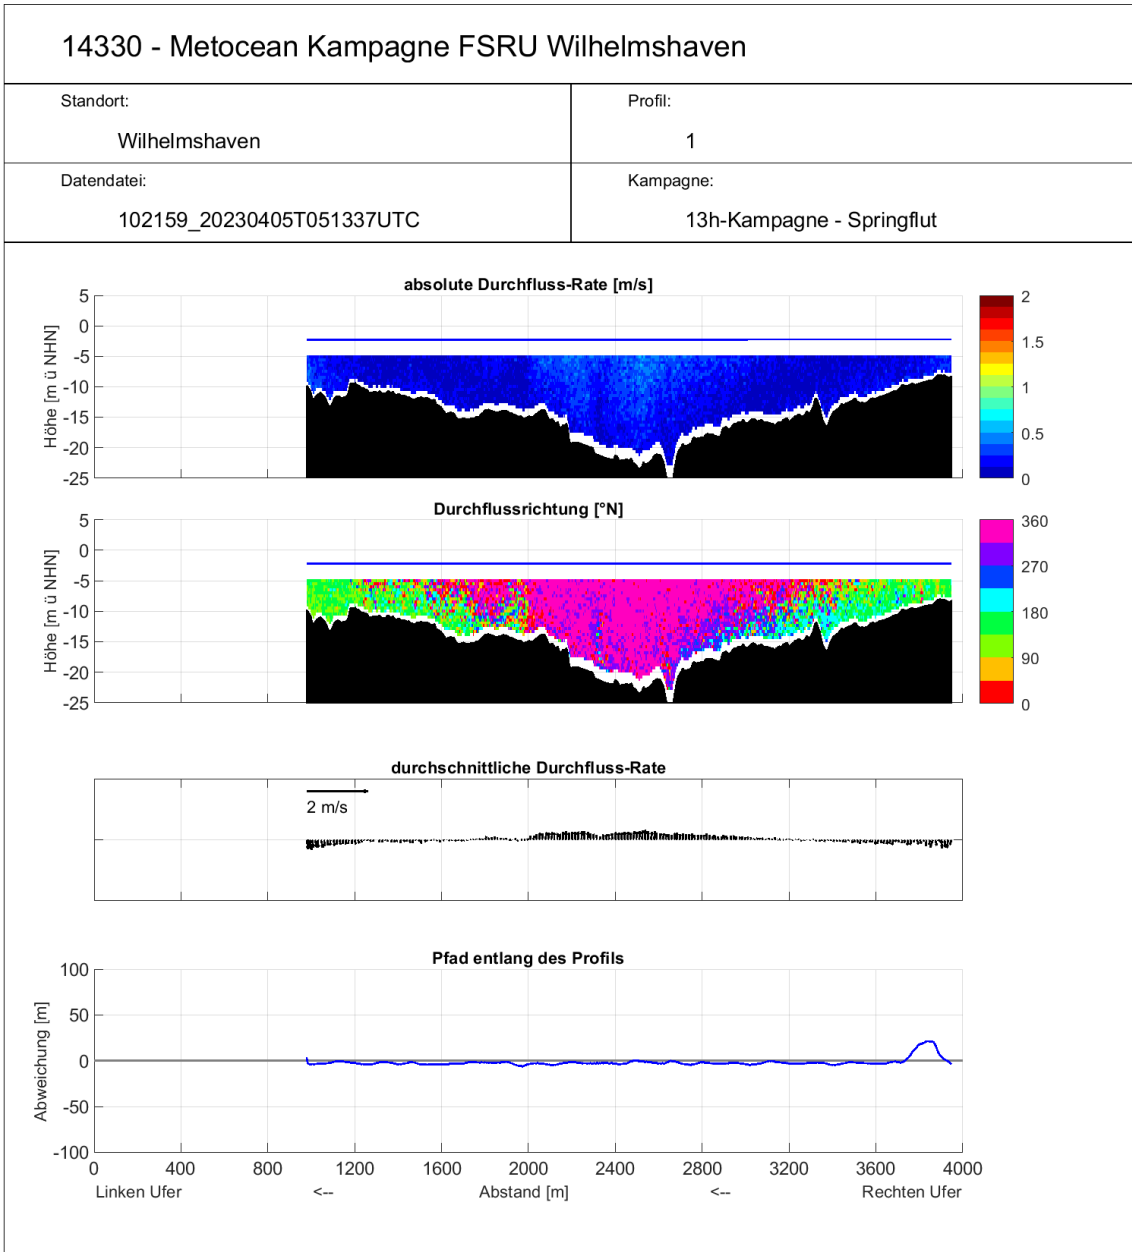 14330 - Metocean Kampagne FSRU Wilhelmshaven
Standort:
Wilhelmshaven
Profil:
1
Datendatei:
102159_20230405T051337UTC
Kampagne:
13h-Kampagne - Springflut
absolute Durchfluss-Rate [m/s]
Höhe [m ü NHN]
5
0
-5
-10
-15
-20
-25
2
1.5
1
0.5
0
Durchflussrichtung [°N]
Höhe [m ü NHN]
5
0
-5
-10
-15
-20
-25
360
270
180
90
0
durchschnittliche Durchfluss-Rate
2 m/s
Pfad entlang des Profils
Abweichung [m]
100
50
0
-50
-100
0 400 800 1200 1600 2000 2400 2800 3200 3600 4000
Linken Ufer <-- Abstand [m] <-- Rechten Ufer